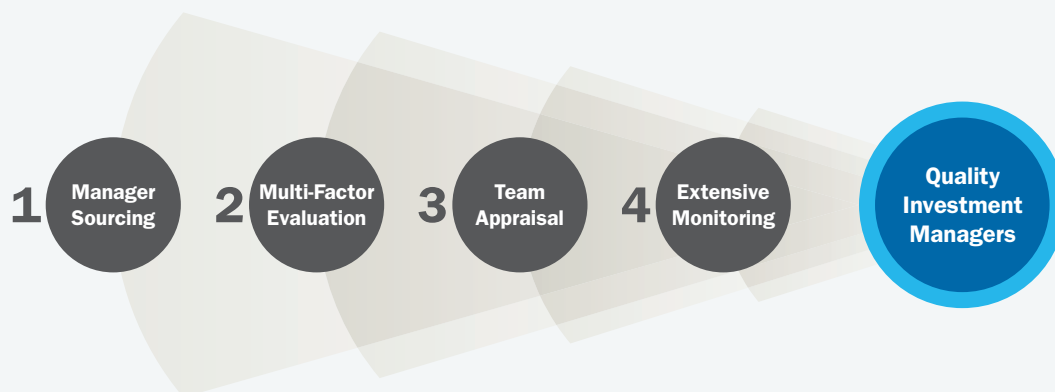 1
Manager
Sourcing
2
Multi-Factor
Evaluation
3
Team
Appraisal
4
Extensive
Monitoring
Quality
Investment
Managers